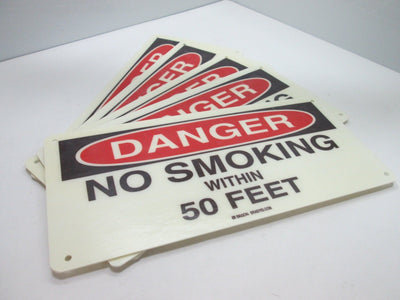 DANGER
NO SMOKING
WITHIN
50 FEET